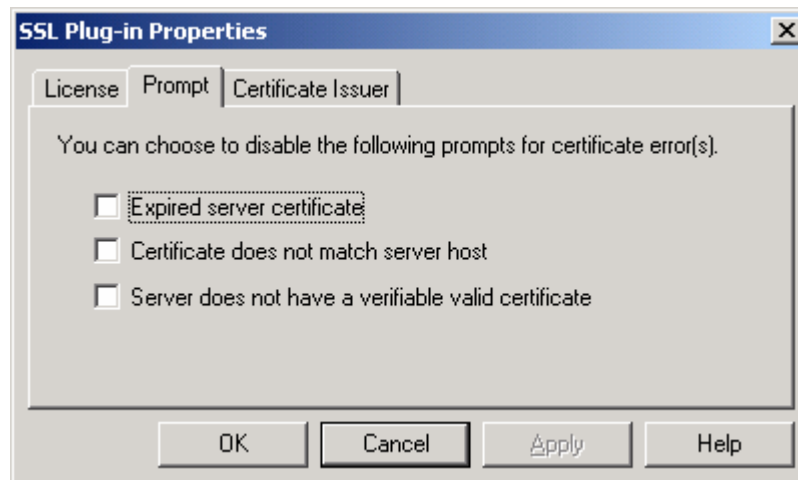 SSL Plug-in Properties
License Prompt Certificate Issuer
You can choose to disable the following prompts for certificate error(s).
Expired server certificate
Certificate does not match server host
Server does not have a verifiable valid certificate
OK Cancel Apply Help